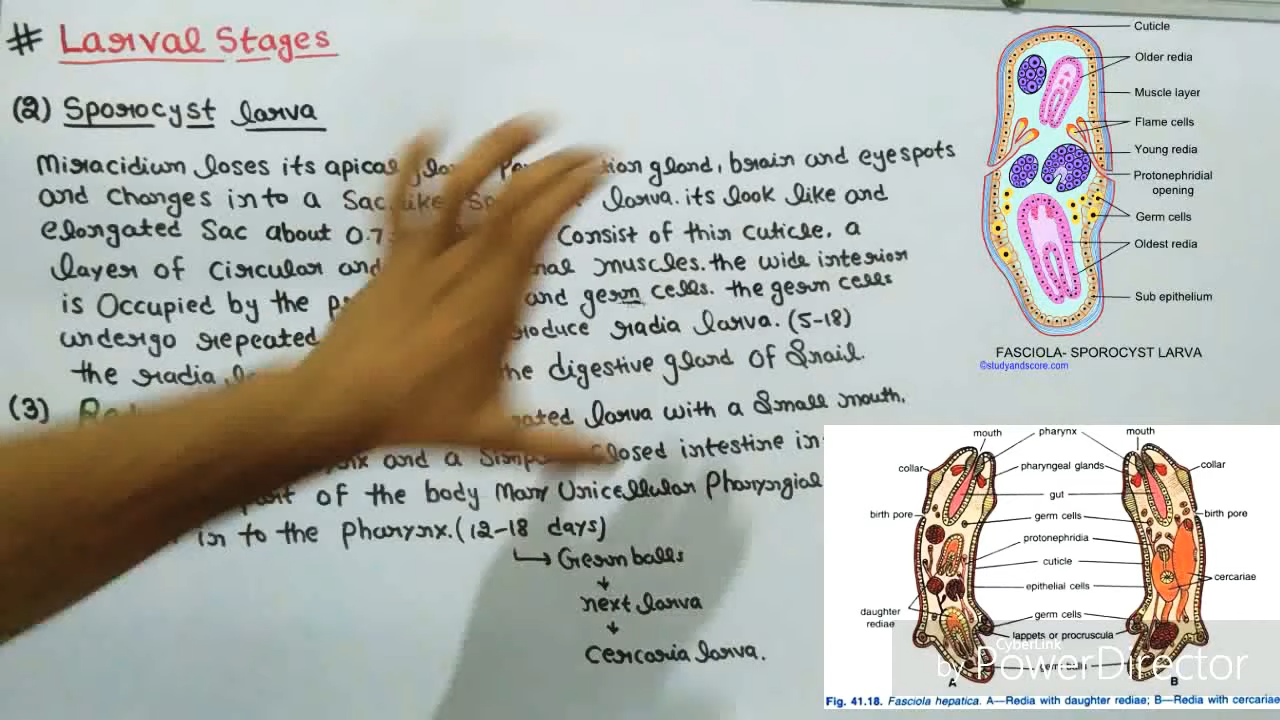 # Larval Stages
(2) Sporocyst larva
Miracidium loses its apical gland, brain and eyespots
and changes into a Sac like larva. its look like and
elongated Sac about 0.7 Consist of thin cuticle, a
layer of circular and muscles. the wide interior
is Occupied by the and germ cells. the germ cells
undergo repeated radia larva. (5-18)
the radia the digestive gland of Snail.
(3) larva with a Small mouth,
and a closed intestine in
of the body Many Unicellular Pharyngial
in to the Pharynx. (12-18 days)
↳ Germ balls
↓
next larva
↓
Cercaria larva.
Cuticle
Older redia
Muscle layer
Flame cells
Young redia
Protonephridial
opening
Germ cells
Oldest redia
Sub epithelium
FASCIOLA- SPOROCYST LARVA
©studyandscore.com
mouth
pharynx
mouth
collar
pharyngeal glands
collar
gut
birth pore
germ cells
birth pore
protonephridia
cuticle
cercariae
epithelial cells
daughter
rediae
germ cells
lappets or procruscula
germ cells
A
B
CyberLink
by PowerDirector
Fig. 41.18. Fasciola hepatica. A—Redia with daughter rediae; B—Redia with cercariae